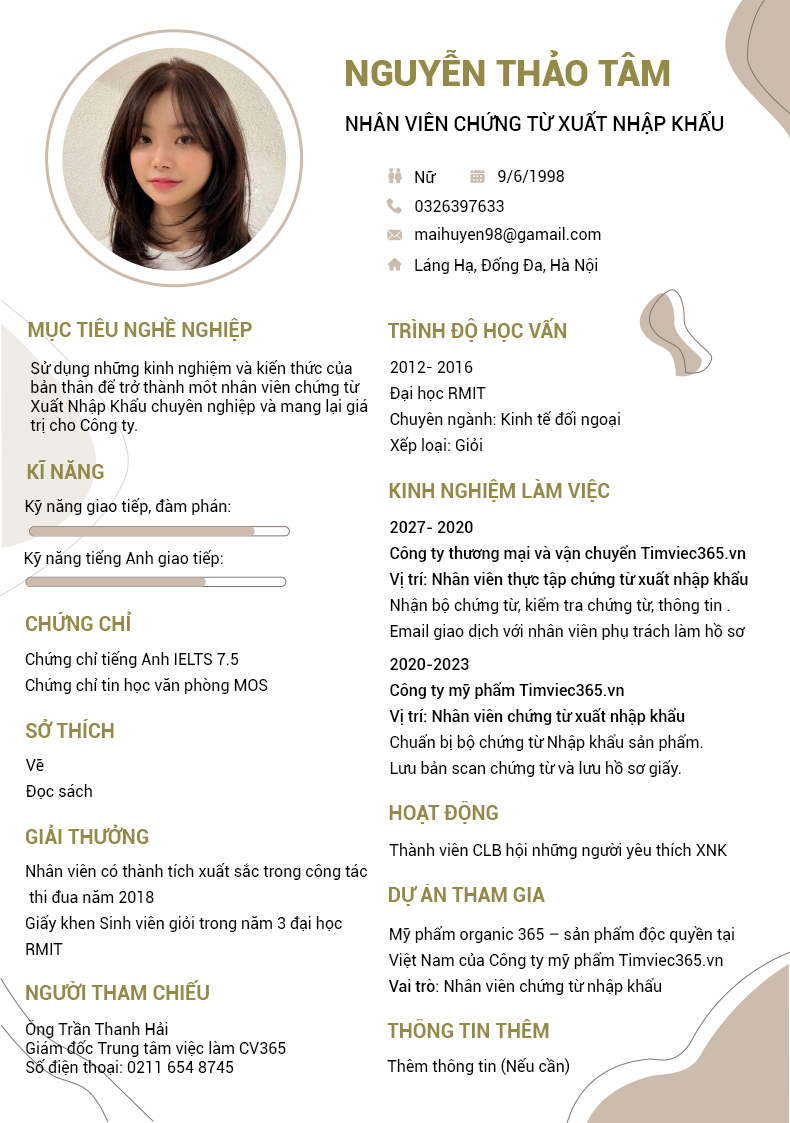 NGUYỄN THẢO TÂM
NHÂN VIÊN CHỨNG TỪ XUẤT NHẬP KHẨU
Nữ 9/6/1998
0326397633
maihuyen98@gamail.com
Láng Hạ, Đống Đa, Hà Nội
MỤC TIÊU NGHỀ NGHIỆP
Sử dụng những kinh nghiệm và kiến thức của
bản thân để trở thành môt nhân viên chứng từ
Xuất Nhập Khẩu chuyên nghiệp và mang lại giá
trị cho Công ty.
KĨ NĂNG
Kỹ năng giao tiếp, đàm phán:
Kỹ năng tiếng Anh giao tiếp:
CHỨNG CHỈ
Chứng chỉ tiếng Anh IELTS 7.5
Chứng chỉ tin học văn phòng MOS
SỞ THÍCH
Vẽ
Đọc sách
GIẢI THƯỞNG
Nhân viên có thành tích xuất sắc trong công tác
thi đua năm 2018
Giấy khen Sinh viên giỏi trong năm 3 đại học
RMIT
NGƯỜI THAM CHIẾU
Ông Trần Thanh Hải
Giám đốc Trung tâm việc làm CV365
Số điện thoại: 0211 654 8745
TRÌNH ĐỘ HỌC VẤN
2012- 2016
Đại học RMIT
Chuyên ngành: Kinh tế đối ngoại
Xếp loại: Giỏi
KINH NGHIỆM LÀM VIỆC
2027- 2020
Công ty thương mại và vận chuyển Timviec365.vn
Vị trí: Nhân viên thực tập chứng từ xuất nhập khẩu
Nhận bộ chứng từ, kiểm tra chứng từ, thông tin .
Email giao dịch với nhân viên phụ trách làm hồ sơ
2020-2023
Công ty mỹ phẩm Timviec365.vn
Vị trí: Nhân viên chứng từ xuất nhập khẩu
Chuẩn bị bộ chứng từ Nhập khẩu sản phẩm.
Lưu bản scan chứng từ và lưu hồ sơ giấy.
HOẠT ĐỘNG
Thành viên CLB hội những người yêu thích XNK
DỰ ÁN THAM GIA
Mỹ phẩm organic 365 – sản phẩm độc quyền tại
Việt Nam của Công ty mỹ phẩm Timviec365.vn
Vai trò: Nhân viên chứng từ nhập khẩu
THÔNG TIN THÊM
Thêm thông tin (Nếu cần)